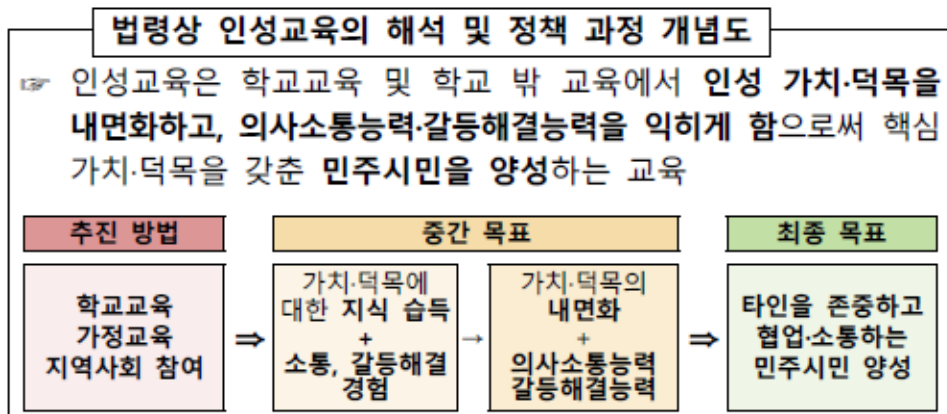 법령상 인성교육의 해석 및 정책 과정 개념도
☞ 인성교육은 학교교육 및 학교 밖 교육에서 인성 가치·덕목을
내면화하고, 의사소통능력·갈등해결능력을 익히게 함으로써 핵심
가치·덕목을 갖춘 민주시민을 양성하는 교육
추진 방법
학교교육
가정교육
지역사회 참여
⇒
중간 목표
가치·덕목에
대한 지식 습득
+
소통, 갈등해결
경험
→
가치·덕목의
내면화
+
의사소통능력
갈등해결능력
⇒
최종 목표
타인을 존중하고
협업·소통하는
민주시민 양성